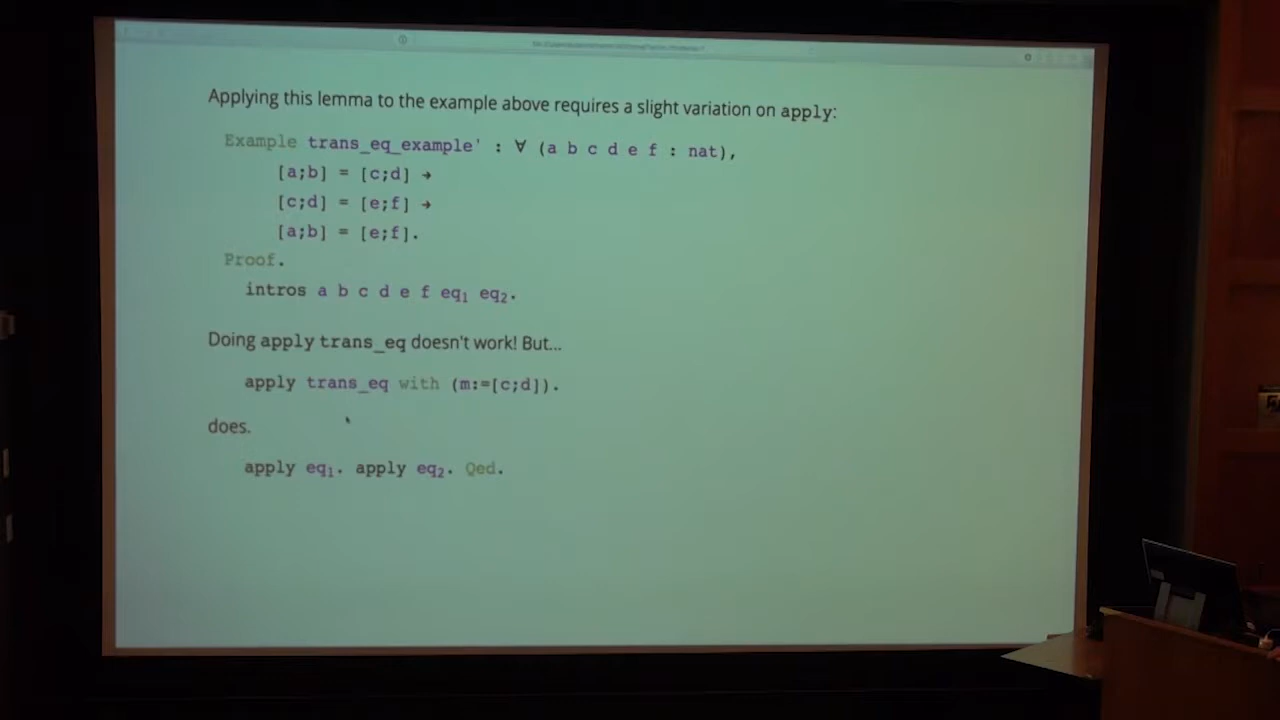 Applying this lemma to the example above requires a slight variation on apply:
Example trans_eq_example' : ∀ (a b c d e f : nat),
[a;b] = [c;d] →
[c;d] = [e;f] →
[a;b] = [e;f].
Proof.
intros a b c d e f eq₁ eq₂.
Doing apply trans_eq doesn't work! But...
apply trans_eq with (m:=[c;d]).
does.
apply eq₁. apply eq₂. Qed.